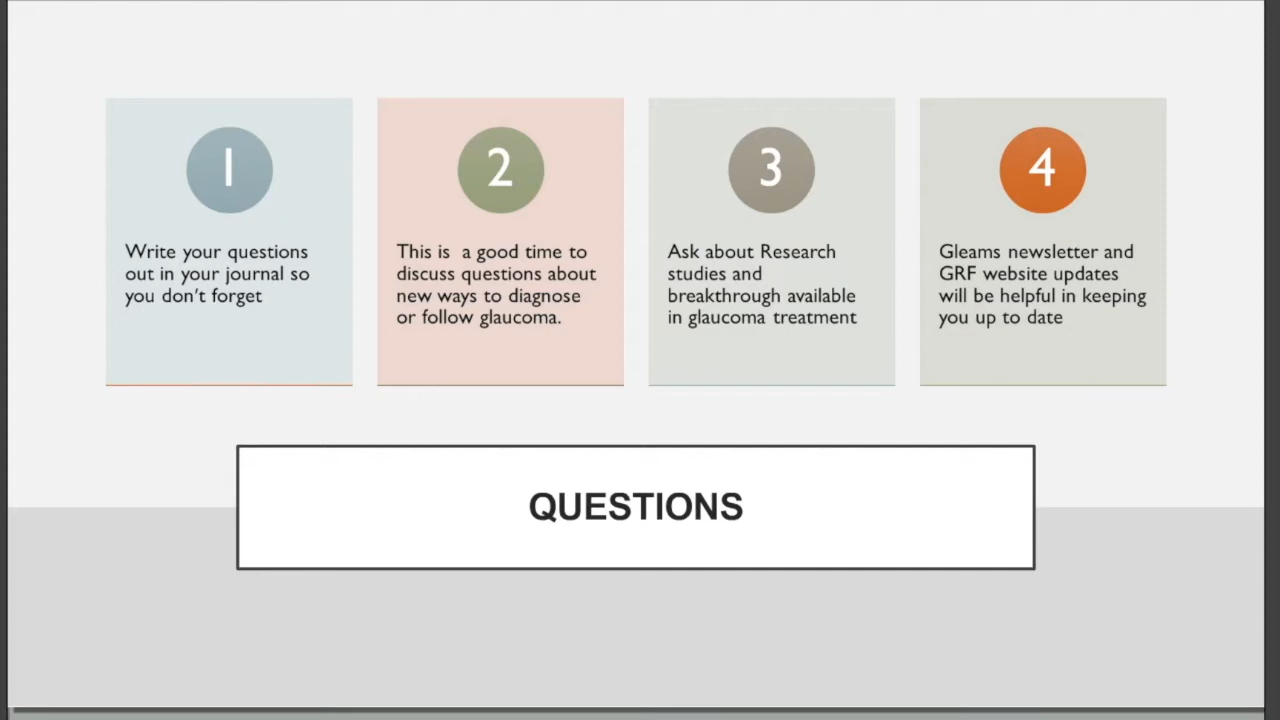 1
Write your questions
out in your journal so
you don't forget
2
This is  a good time to
discuss questions about
new ways to diagnose
or follow glaucoma.
3
Ask about Research
studies and
breakthrough available
in glaucoma treatment
4
Gleams newsletter and
GRF website updates
will be helpful in keeping
you up to date
QUESTIONS